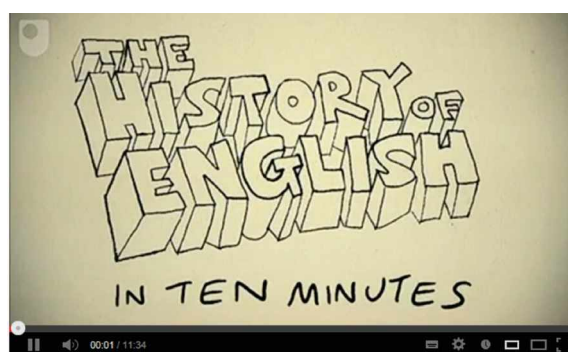 THE
HISTORY OF
ENGLISH
IN TEN MINUTES
00:01 / 11:34